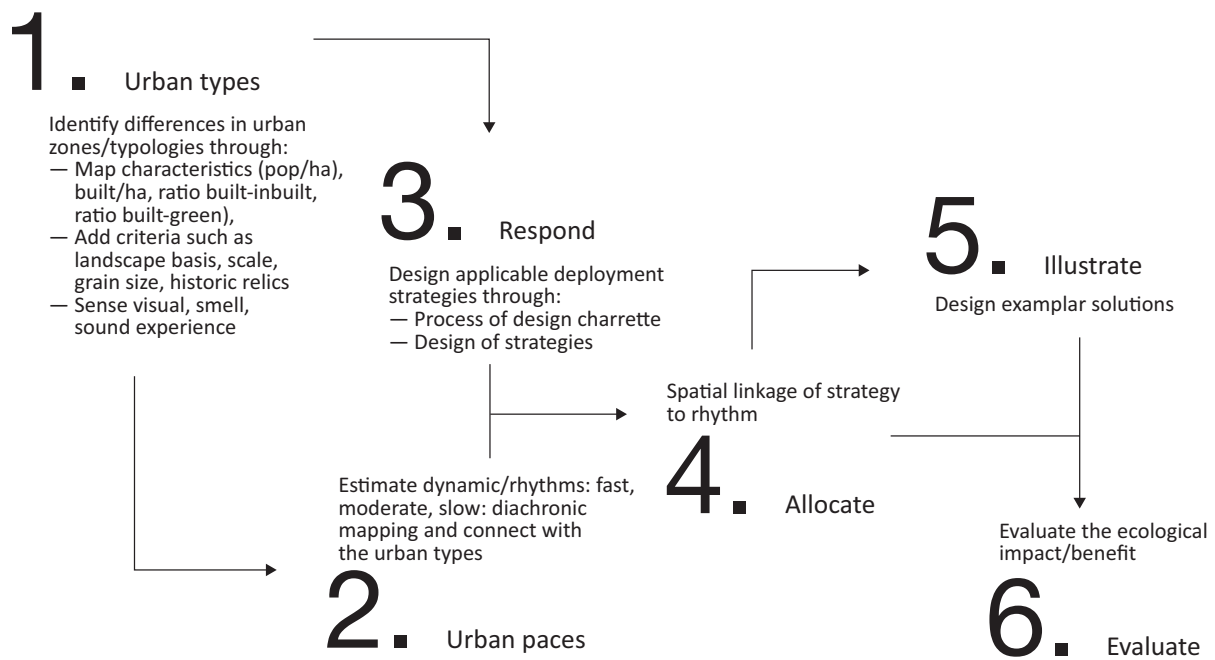 1. Urban types
Identify differences in urban
zones/typologies through:
— Map characteristics (pop/ha),
built/ha, ratio built-inbuilt,
ratio built-green),
— Add criteria such as
landscape basis, scale,
grain size, historic relics
— Sense visual, smell,
sound experience
Estimate dynamic/rhythms: fast,
moderate, slow: diachronic
mapping and connect with
the urban types
2. Urban paces
3. Respond
Design applicable deployment
strategies through:
— Process of design charrette
— Design of strategies
Spatial linkage of strategy
to rhythm
4. Allocate
5. Illustrate
Design examplar solutions
Evaluate the ecological
impact/benefit
6. Evaluate